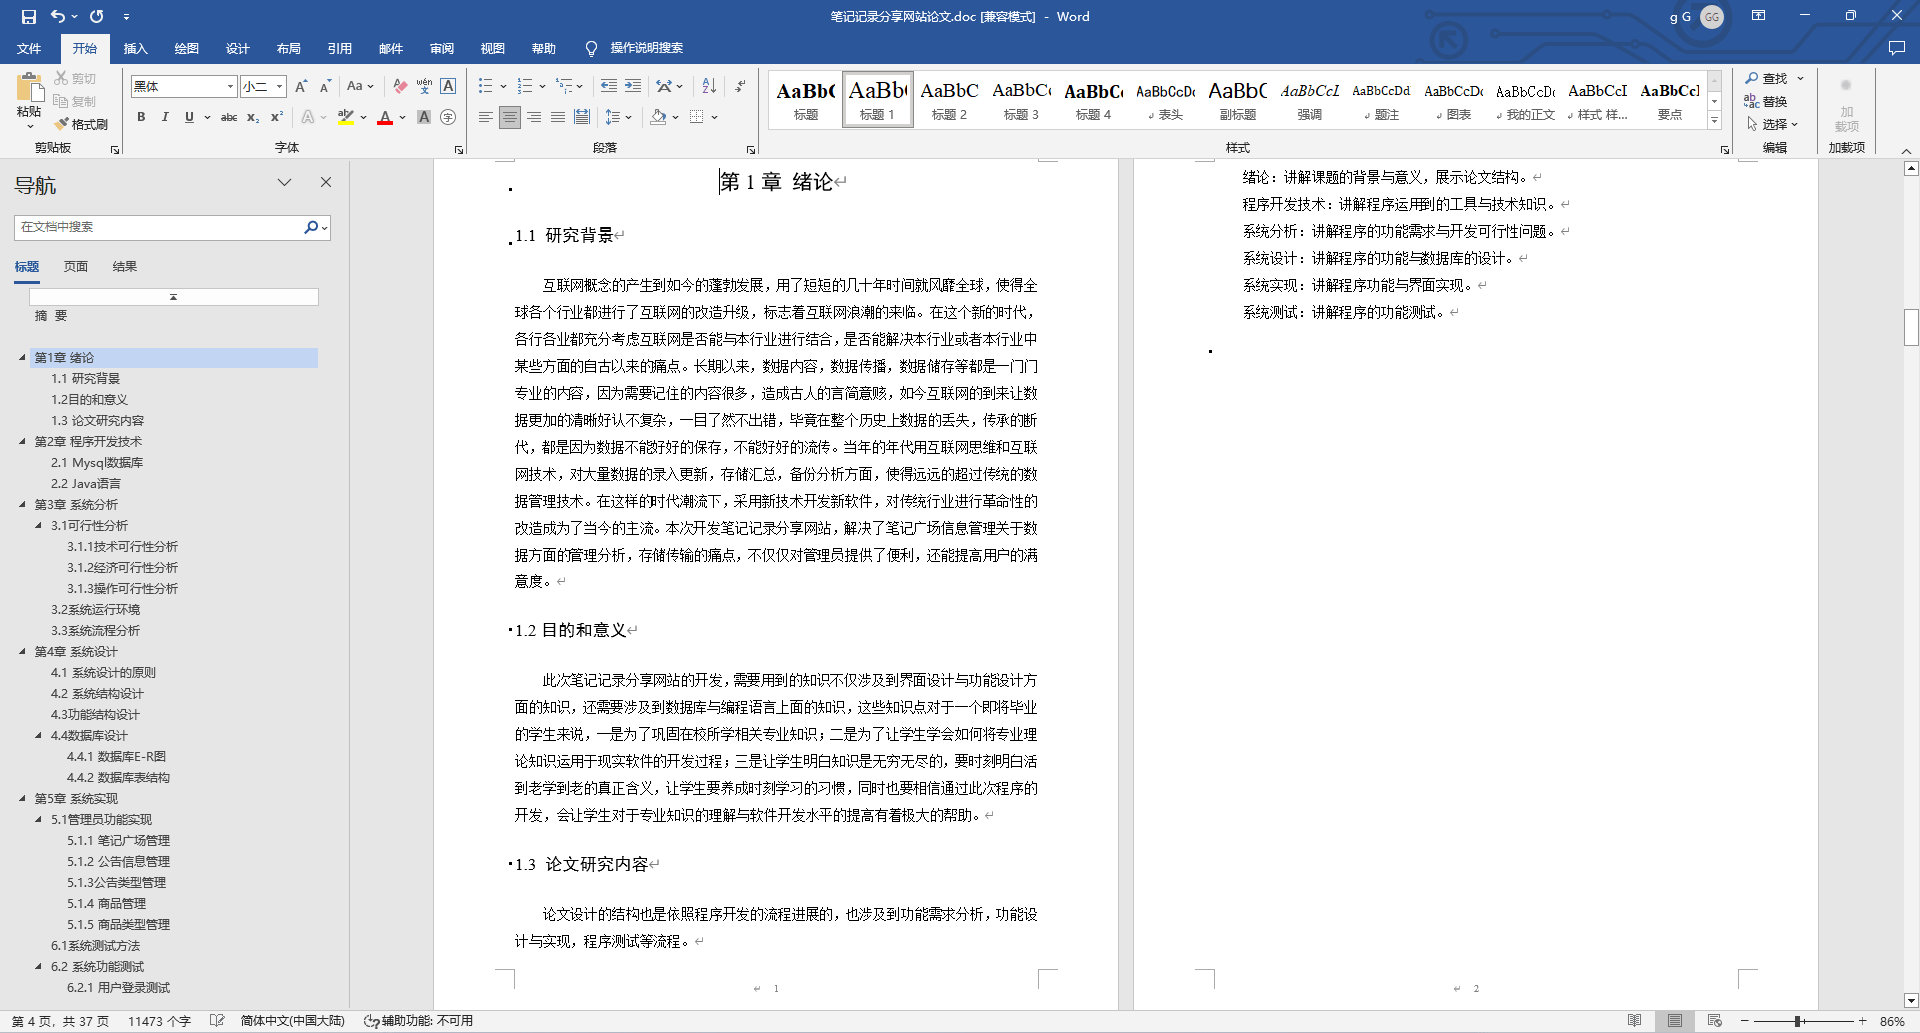 笔记记录分享网站论文.doc [兼容模式] - Word
g G
GG
文件 开始 插入 绘图 设计 布局 引用 邮件 审阅 视图 帮助 操作说明搜索
粘贴
剪切
复制
格式刷
剪贴板
黑体 小二
字体
段落
AaBbC 标题
AaBb 标题 1
AaBbC 标题 2
AaBbC 标题 3
AaBbC 标题 4
AaBbCcDc 表头
AaBbC 副标题
AaBbCcL 强调
AaBbCcDd 题注
AaBbCcDc 图表
AaBbCcDc 我的正文
AaBbCcI 样式 样...
AaBbCcI 要点
样式
查找
替换
选择
编辑
加载项
加载项
导航
在文档中搜索
标题 页面 结果
摘 要
第1章 绪论
1.1 研究背景
1.2目的和意义
1.3 论文研究内容
第2章 程序开发技术
2.1 Mysql数据库
2.2 Java语言
第3章 系统分析
3.1可行性分析
3.1.1技术可行性分析
3.1.2经济可行性分析
3.1.3操作可行性分析
3.2系统运行环境
3.3系统流程分析
第4章 系统设计
4.1 系统设计的原则
4.2 系统结构设计
4.3功能结构设计
4.4数据库设计
4.4.1 数据库E-R图
4.4.2 数据库表结构
第5章 系统实现
5.1管理员功能实现
5.1.1 笔记广场管理
5.1.2 公告信息管理
5.1.3公告类型管理
5.1.4 商品管理
5.1.5 商品类型管理
6.1系统测试方法
6.2 系统功能测试
6.2.1 用户登录测试
第 1 章 绪论
1.1 研究背景
互联网概念的产生到如今的蓬勃发展，用了短短的几十年时间就风靡全球，使得全
球各个行业都进行了互联网的改造升级，标志着互联网浪潮的来临。在这个新的时代，
各行各业都充分考虑互联网是否能与本行业进行结合，是否能解决本行业或者本行业中
某些方面的自古以来的痛点。长期以来，数据内容，数据传播，数据储存等都是一门门
专业的内容，因为需要记住的内容很多，造成古人的言简意赅，如今互联网的到来让数
据更加的清晰好认不复杂，一目了然不出错，毕竟在整个历史上数据的丢失，传承的断
代，都是因为数据不能好好的保存，不能好好的流传。当年的年代用互联网思维和互联
网技术，对大量数据的录入更新，存储汇总，备份分析方面，使得远远的超过传统的数
据管理技术。在这样的时代潮流下，采用新技术开发新软件，对传统行业进行革命性的
改造成为了当今的主流。本次开发笔记记录分享网站，解决了笔记广场信息管理关于数
据方面的管理分析，存储传输的痛点，不仅仅对管理员提供了便利，还能提高用户的满
意度。
1.2 目的和意义
此次笔记记录分享网站的开发，需要用到的知识不仅涉及到界面设计与功能设计方
面的知识，还需要涉及到数据库与编程语言上面的知识，这些知识点对于一个即将毕业
的学生来说，一是为了巩固在校所学相关专业知识；二是为了让学生学会如何将专业理
论知识运用于现实软件的开发过程；三是让学生明白知识是无穷无尽的，要时刻明白活
到老学到老的真正含义，让学生要养成时刻学习的习惯，同时也要相信通过此次程序的
开发，会让学生对于专业知识的理解与软件开发水平的提高有着极大的帮助。
1.3 论文研究内容
论文设计的结构也是依照程序开发的流程进展的，也涉及到功能需求分析，功能设
计与实现，程序测试等流程。
1
绪论：讲解课题的背景与意义，展示论文结构。
程序开发技术：讲解程序运用到的工具与技术知识。
系统分析：讲解程序的功能需求与开发可行性问题。
系统设计：讲解程序的功能与数据库的设计。
系统实现：讲解程序功能与界面实现。
系统测试：讲解程序的功能测试。
2
第 4 页，共 37 页 11473 个字 简体中文(中国大陆) 辅助功能: 不可用 86%